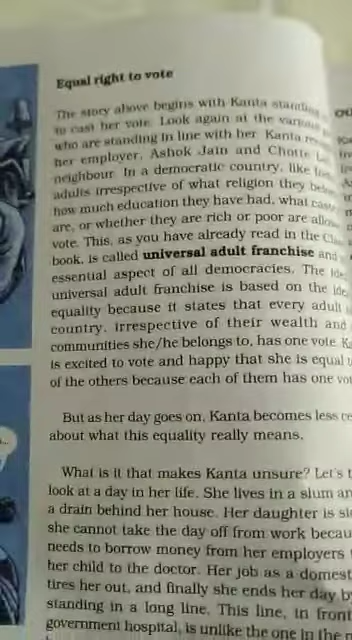 Equal right to vote
The story above begins with Kanta standing
to cast her vote. Look again at the various
who are standing in line with her. Kanta
her employer, Ashok Jain and Chotte
neighbour. In a democratic country, like
adults irrespective of what religion they
how much education they have had, what caste
are, or whether they are rich or poor are
vote. This, as you have already read in the
book, is called universal adult franchise and
essential aspect of all democracies. The
universal adult franchise is based on the
equality because it states that every adult
country, irrespective of their wealth and
communities she/he belongs to, has one vote.
is excited to vote and happy that she is equal
of the others because each of them has one
But as her day goes on, Kanta becomes less
about what this equality really means.
What is it that makes Kanta unsure? Let's
look at a day in her life. She lives in a slum
a drain behind her house. Her daughter is
she cannot take the day off from work
needs to borrow money from her employers
her child to the doctor. Her job as a
tires her out, and finally she ends her day
standing in a long line. This line, in
government hospital, is unlike the one in the